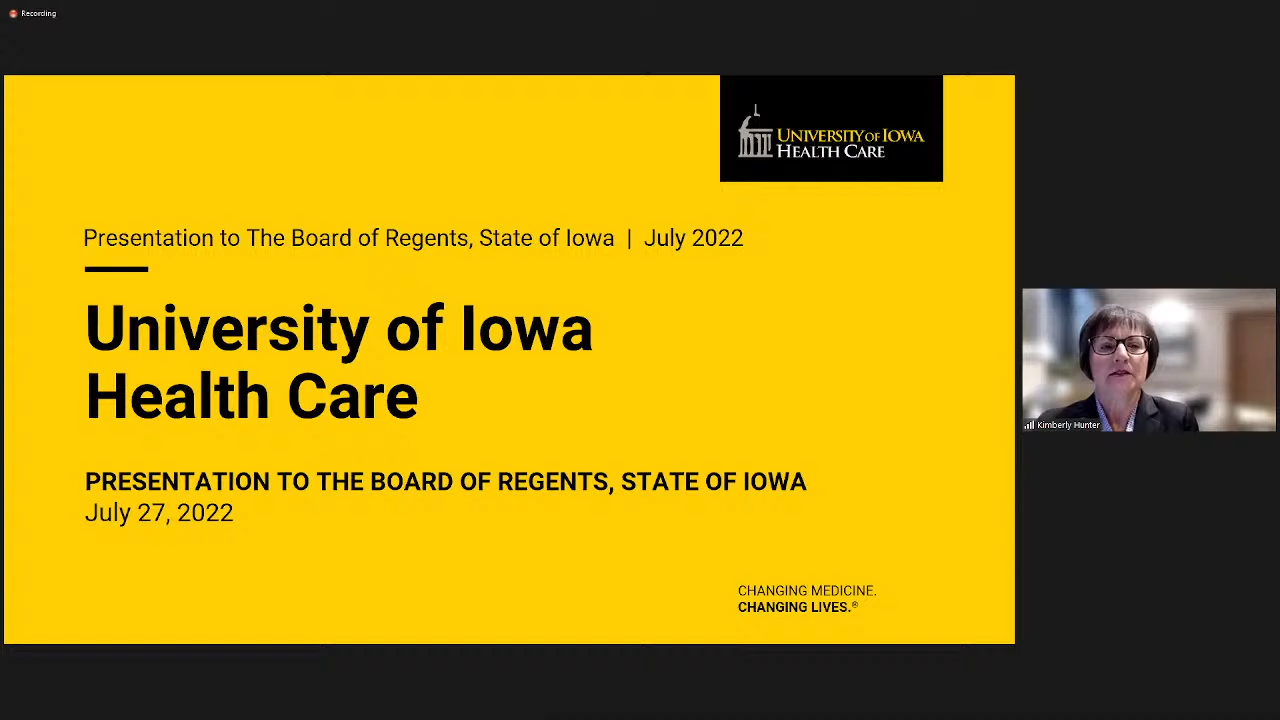 Recording
UNIVERSITY OF IOWA
HEALTH CARE
Presentation to The Board of Regents, State of Iowa | July 2022
University of Iowa
Health Care
PRESENTATION TO THE BOARD OF REGENTS, STATE OF IOWA
July 27, 2022
CHANGING MEDICINE.
CHANGING LIVES.®
Kimberly Hunter